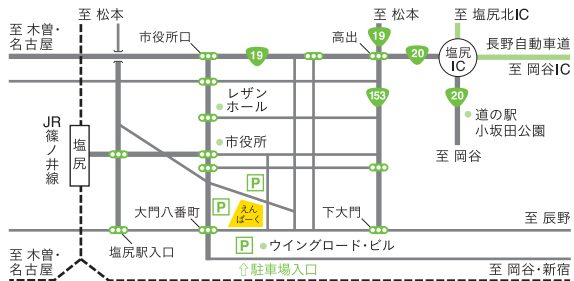 至 松本
至 松本
至 塩尻北IC
至 木曽・
名古屋
市役所口
19
高出
19
20
塩尻
IC
長野自動車道
至 岡谷IC
レザン
ホール
153
20
道の駅
小坂田公園
JR
篠ノ井線
塩尻
市役所
至 岡谷
P
P
大門八番町
えん
ぱーく
下大門
至 辰野
塩尻駅入口
P
ウイングロード・ビル
至 木曽・
名古屋
⇧駐車場入口
至 岡谷・新宿